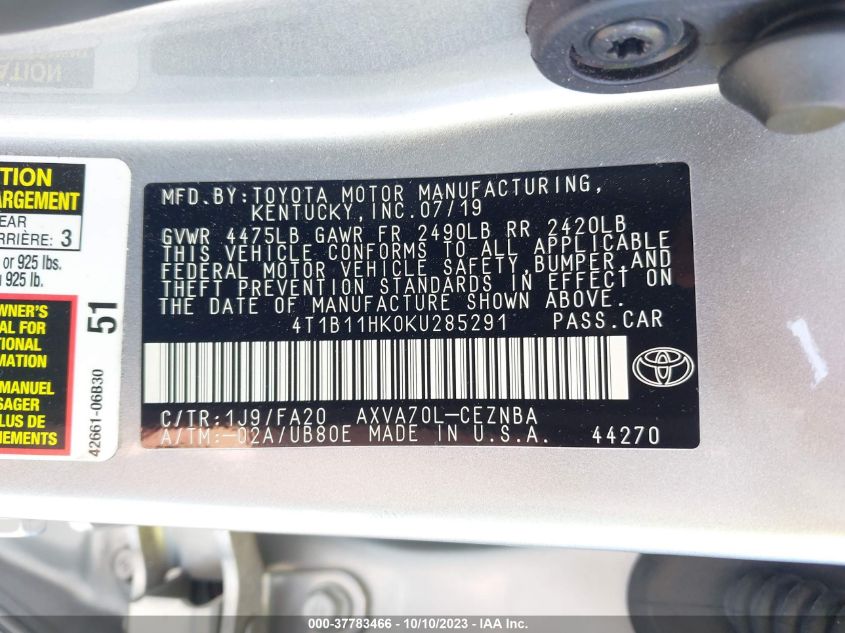 ATION
TION
ARGEMENT
EAR
RRIÈRE: 3
or 925 lbs.
925 lb.
WNER'S
AL FOR
TIONAL
MATION
MANUEL
SAGER
LUS DE
NEMENTS
51
42661-06B30
MFD.BY:TOYOTA MOTOR MANUFACTURING,
KENTUCKY,INC.07/19
GVWR 4475LB GAWR FR 2490LB RR 2420LB
THIS VEHICLE CONFORMS TO ALL APPLICABLE
FEDERAL MOTOR VEHICLE SAFETY,BUMPER,AND
THEFT PREVENTION STANDARDS IN EFFECT ON
THE DATE OF MANUFACTURE SHOWN ABOVE.
4T1B11HK0KU285291 PASS.CAR
C/TR:1J9/FA20 AXVA70L-CEZNBA
A/TM:-02A/UB80E MADE IN U.S.A. 44270
000-37783466 - 10/10/2023 - IAA Inc.